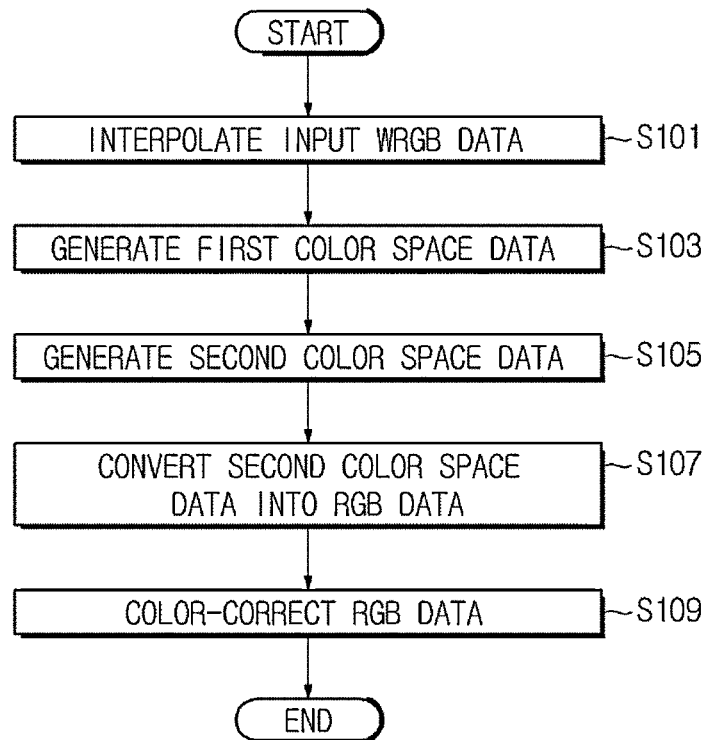 START
INTERPOLATE INPUT WRGB DATA
S101
GENERATE FIRST COLOR SPACE DATA
S103
GENERATE SECOND COLOR SPACE DATA
S105
CONVERT SECOND COLOR SPACE
DATA INTO RGB DATA
S107
COLOR-CORRECT RGB DATA
S109
END